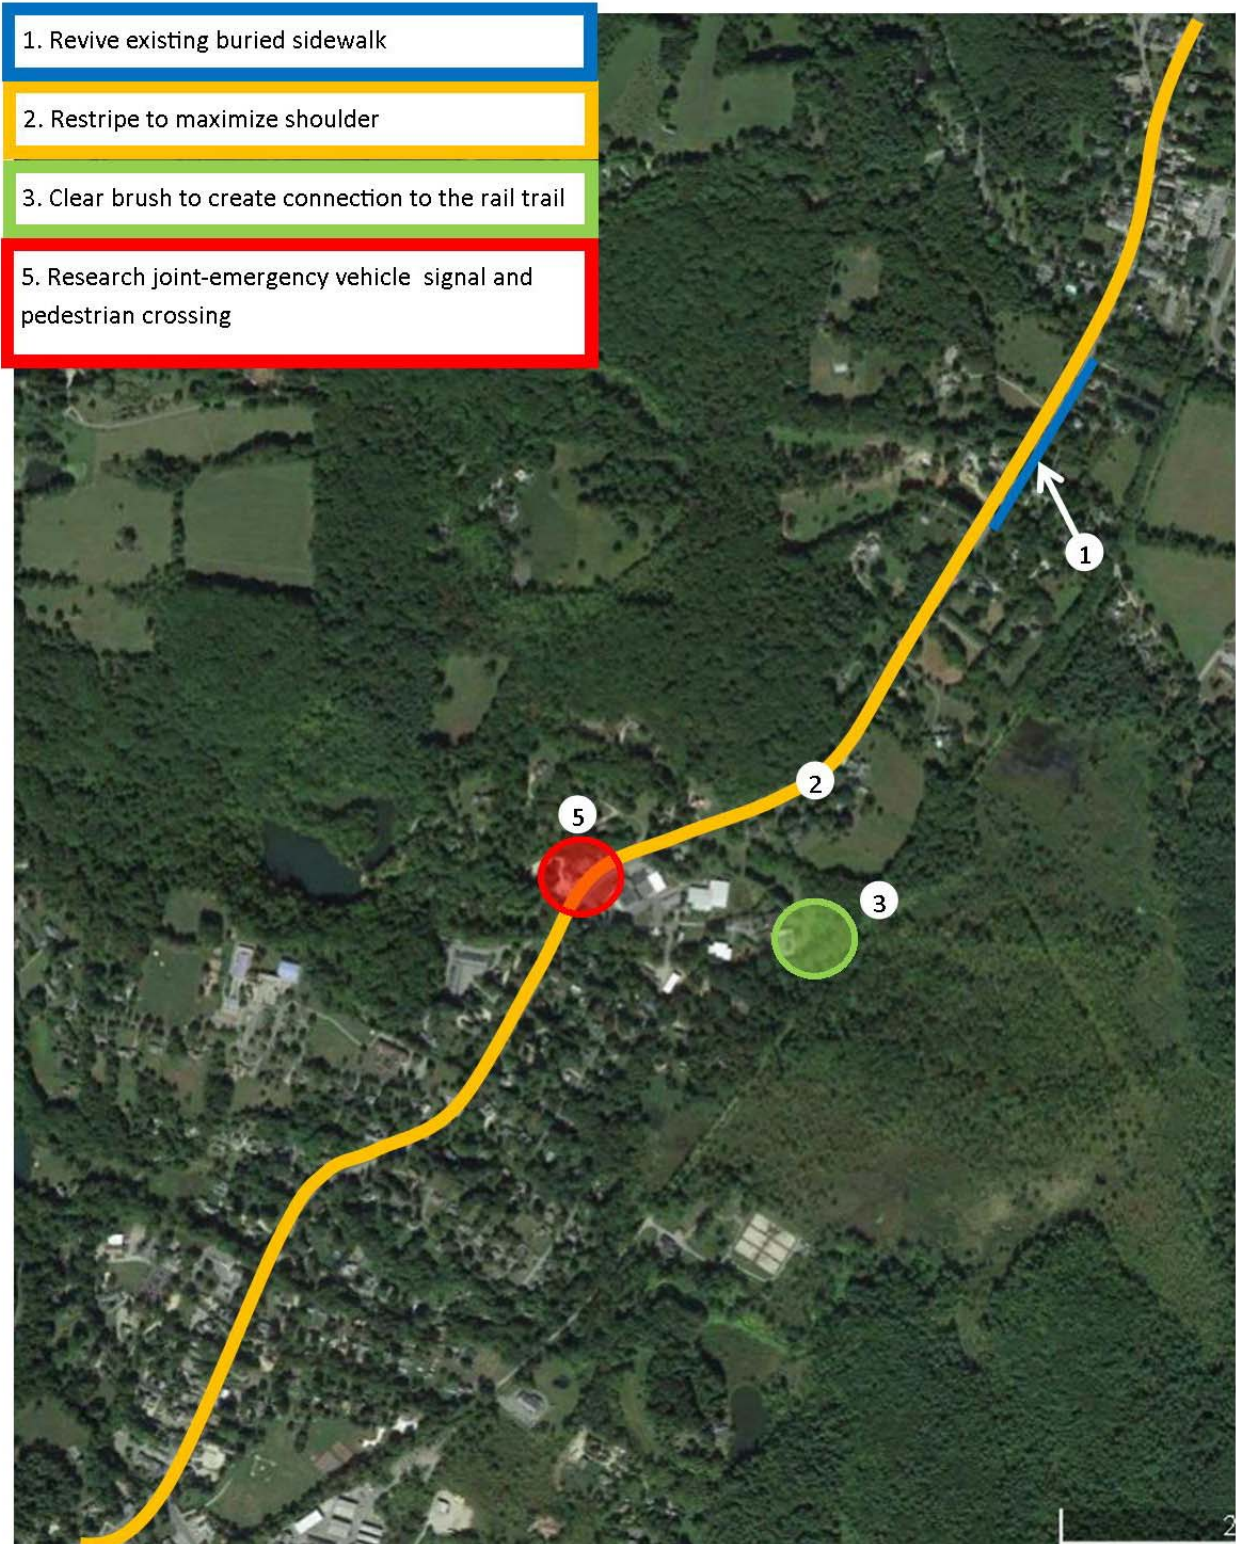 1. Revive existing buried sidewalk
2. Restripe to maximize shoulder
3. Clear brush to create connection to the rail trail
5. Research joint-emergency vehicle  signal and
pedestrian crossing
1
2
5
3
2